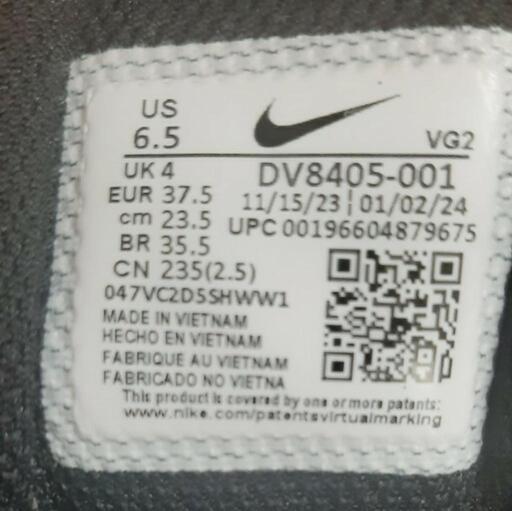 US
6.5
VG2
UK 4
EUR 37.5
cm 23.5
BR 35.5
CN 235(2.5)
DV8405-001
11/15/23 | 01/02/24
UPC 00196604879675
047VC2D5SHWW1
MADE IN VIETNAM
HECHO EN VIETNAM
FABRIQUE AU VIETNAM
FABRICADO NO VIETNA
This product is covered by one or more patents:
www.nike.com/patentsvirtualmarking